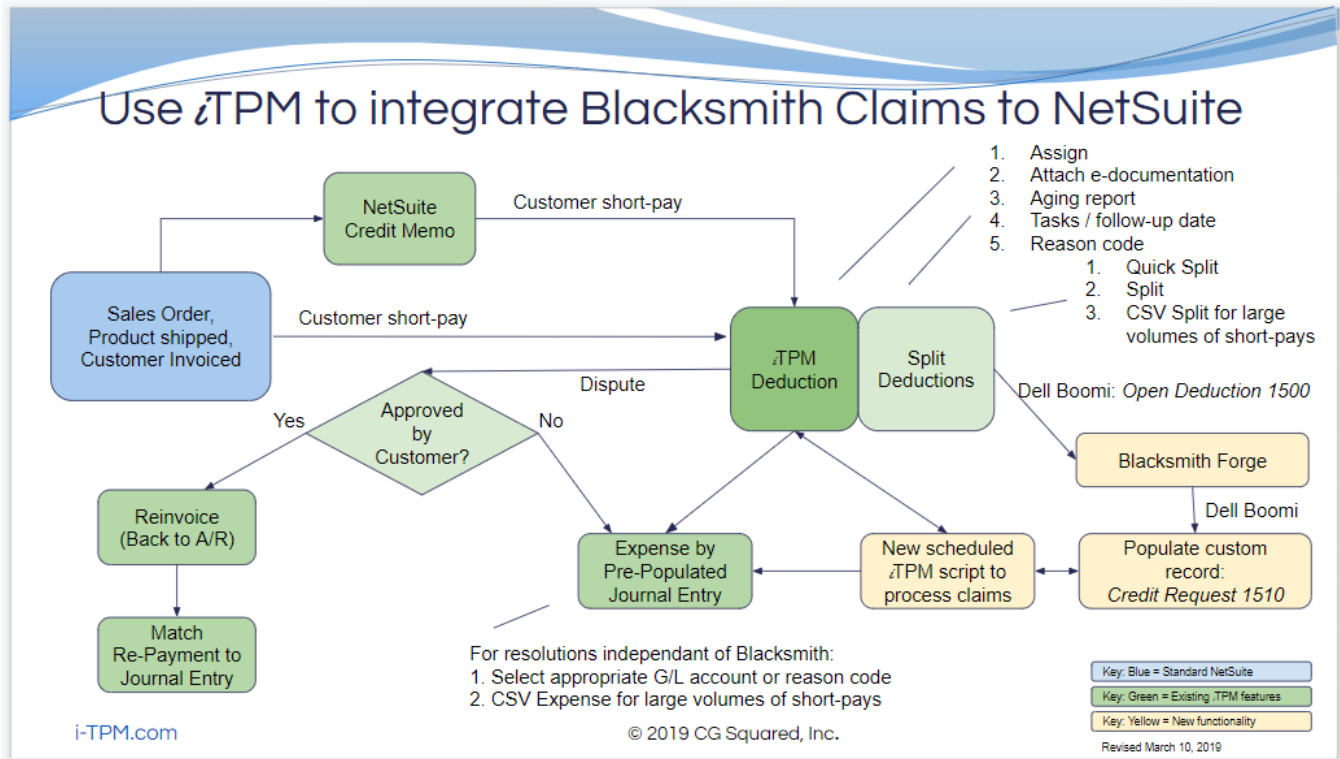 Use iTPM to integrate Blacksmith Claims to NetSuite
1. Assign
2. Attach e-documentation
3. Aging report
4. Tasks / follow-up date
5. Reason code
1. Quick Split
2. Split
3. CSV Split for large
volumes of short-pays
NetSuite
Credit Memo
Customer short-pay
Sales Order,
Product shipped,
Customer Invoiced
Customer short-pay
iTPM
Deduction
Split
Deductions
Dell Boomi: Open Deduction 1500
Dispute
Yes
Approved
by
Customer?
No
Blacksmith Forge
Dell Boomi
Reinvoice
(Back to A/R)
Expense by
Pre-Populated
Journal Entry
New scheduled
iTPM script to
process claims
Populate custom
record:
Credit Request 1510
Match
Re-Payment to
Journal Entry
For resolutions independant of Blacksmith:
1. Select appropriate G/L account or reason code
2. CSV Expense for large volumes of short-pays
Key: Blue = Standard NetSuite
Key: Green = Existing iTPM features
Key: Yellow = New functionality
Revised March 10, 2019
i-TPM.com
© 2019 CG Squared, Inc.